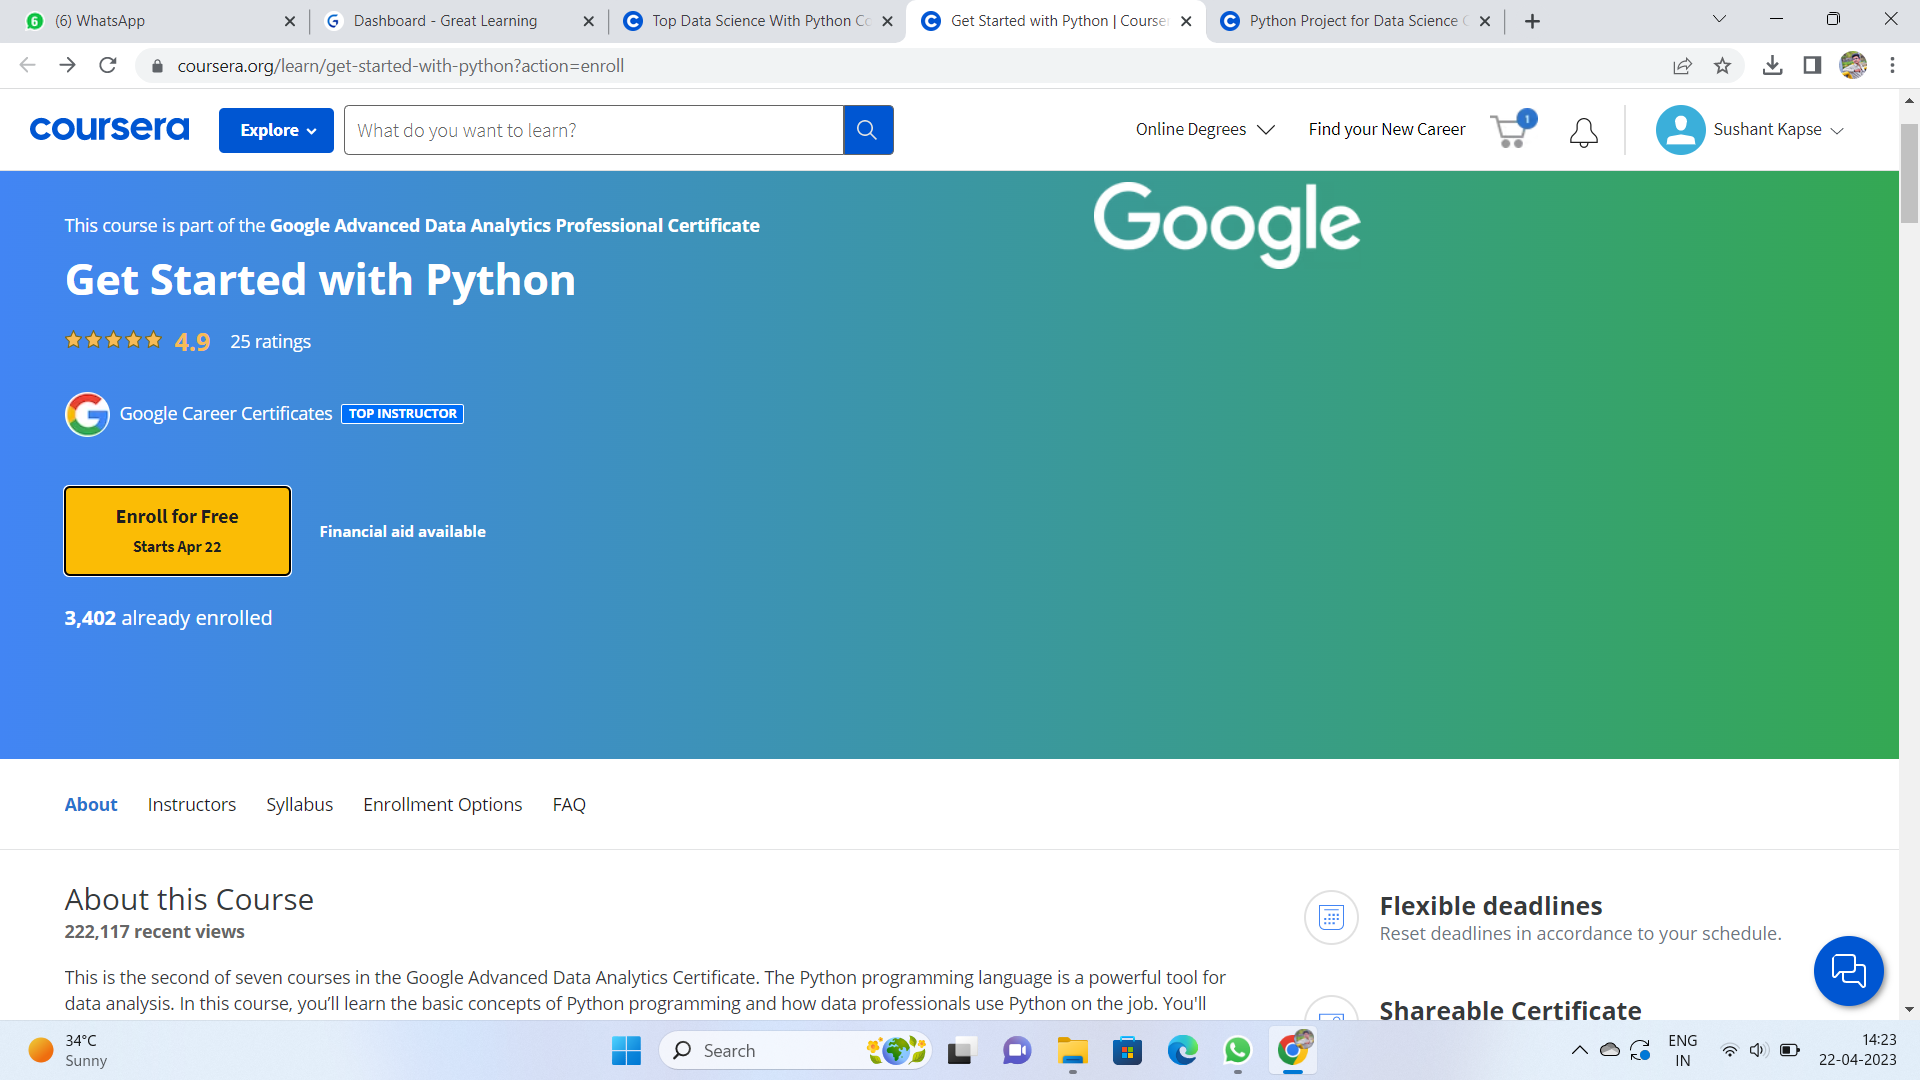 6 (6) WhatsApp
Dashboard - Great Learning
Top Data Science With Python Co
Get Started with Python | Courser
Python Project for Data Science C
coursera.org/learn/get-started-with-python?action=enroll
coursera
Explore
What do you want to learn?
Online Degrees
Find your New Career
1
Sushant Kapse
This course is part of the Google Advanced Data Analytics Professional Certificate
Google
Get Started with Python
4.9 25 ratings
Google Career Certificates TOP INSTRUCTOR
Enroll for Free
Starts Apr 22
Financial aid available
3,402 already enrolled
About Instructors Syllabus Enrollment Options FAQ
About this Course
222,117 recent views
This is the second of seven courses in the Google Advanced Data Analytics Certificate. The Python programming language is a powerful tool for
data analysis. In this course, you’ll learn the basic concepts of Python programming and how data professionals use Python on the job. You'll
Flexible deadlines
Reset deadlines in accordance to your schedule.
Shareable Certificate
34°C
Sunny
Search
ENG
IN
14:23
22-04-2023